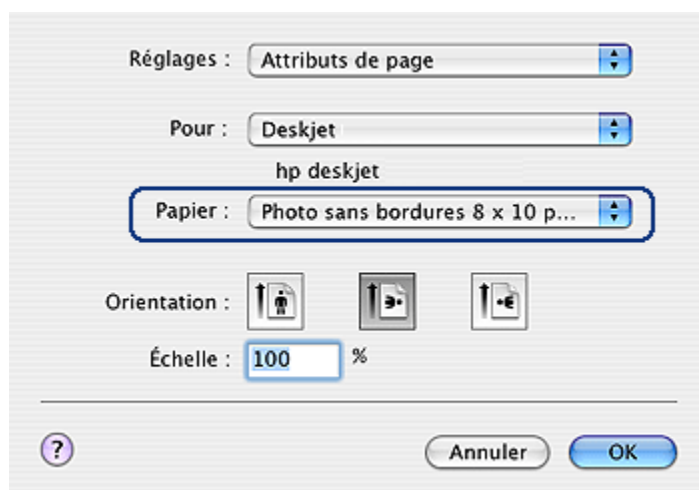 Réglages : Attributs de page
Pour : Deskjet
hp deskjet
Papier : Photo sans bordures 8 x 10 p...
Orientation :
Échelle : 100 %
? Annuler OK